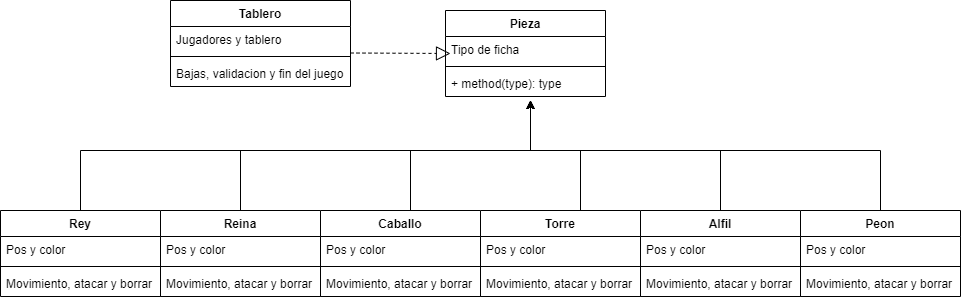 Tablero
Jugadores y tablero
Bajas, validacion y fin del juego
Pieza
Tipo de ficha
+ method(type): type
Rey
Pos y color
Movimiento, atacar y borrar
Reina
Pos y color
Movimiento, atacar y borrar
Caballo
Pos y color
Movimiento, atacar y borrar
Torre
Pos y color
Movimiento, atacar y borrar
Alfil
Pos y color
Movimiento, atacar y borrar
Peon
Pos y color
Movimiento, atacar y borrar